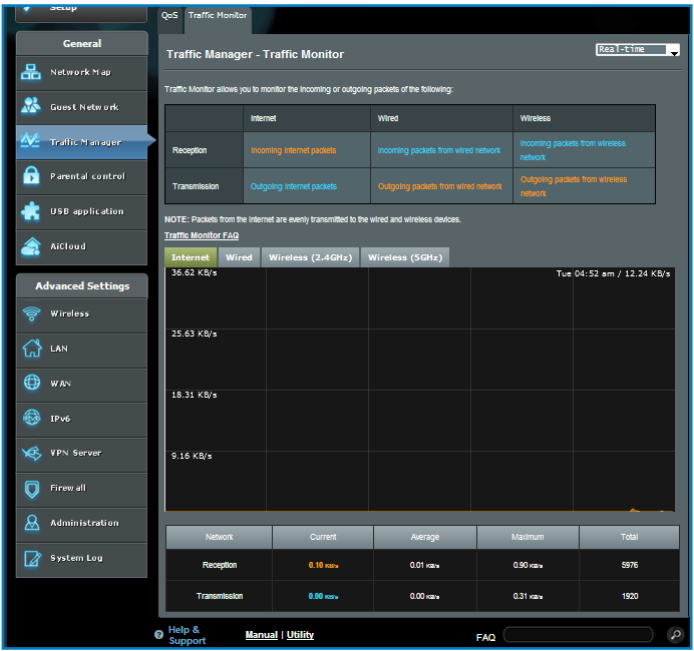 Setup
QoS Traffic Monitor
General
Network Map
Guest Network
Traffic Manager
Parental control
USB application
AiCloud
Advanced Settings
Wireless
LAN
WAN
IPv6
VPN Server
Firewall
Administration
System Log
Traffic Manager - Traffic Monitor
Real-time
Traffic Monitor allows you to monitor the incoming or outgoing packets of the following:
Internet Wired Wireless
Reception Incoming Internet packets Incoming packets from wired network Incoming packets from wireless
network
Transmission Outgoing Internet packets Outgoing packets from wired network Outgoing packets from wireless
network
NOTE: Packets from the Internet are evenly transmitted to the wired and wireless devices.
Traffic Monitor FAQ
Internet Wired Wireless (2.4GHz) Wireless (5GHz)
36.62 KB/s Tue 04:52 am / 12.24 KB/s
25.63 KB/s
18.31 KB/s
9.16 KB/s
Network Current Average Maximum Total
Reception 0.10 KB/s 0.01 KB/s 0.90 KB/s 5976
Transmission 0.00 KB/s 0.00 KB/s 0.31 KB/s 1920
Help &
Support
Manual | Utility
FAQ